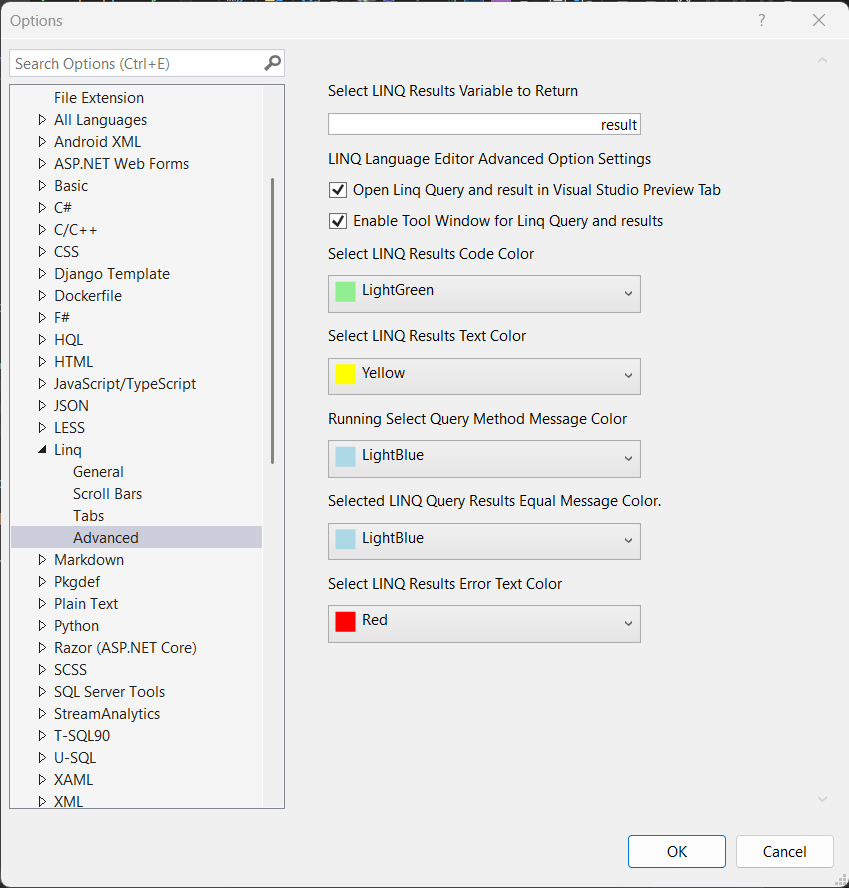 Options
?
Search Options (Ctrl+E)
File Extension
All Languages
Android XML
ASP.NET Web Forms
Basic
C#
C/C++
CSS
Django Template
Dockerfile
F#
HQL
HTML
JavaScript/TypeScript
JSON
LESS
Linq
General
Scroll Bars
Tabs
Advanced
Markdown
Pkgdef
Plain Text
Python
Razor (ASP.NET Core)
SCSS
SQL Server Tools
StreamAnalytics
T-SQL90
U-SQL
XAML
XML
Select LINQ Results Variable to Return
result
LINQ Language Editor Advanced Option Settings
Open Linq Query and result in Visual Studio Preview Tab
Enable Tool Window for Linq Query and results
Select LINQ Results Code Color
LightGreen
Select LINQ Results Text Color
Yellow
Running Select Query Method Message Color
LightBlue
Selected LINQ Query Results Equal Message Color.
LightBlue
Select LINQ Results Error Text Color
Red
OK
Cancel